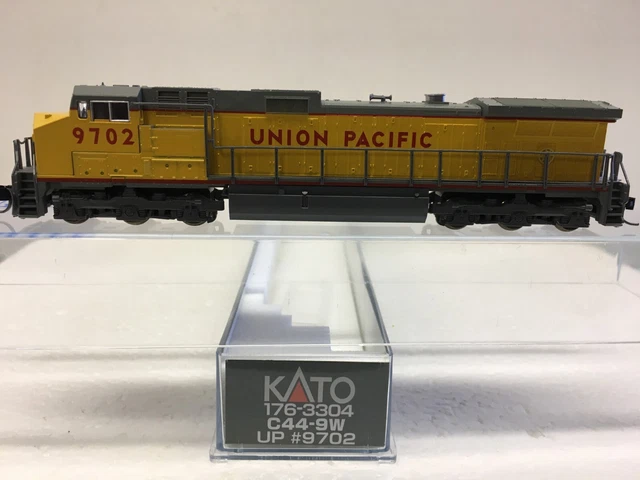 9702 UNION PACIFIC
KATO
176-3304
C44-9W
UP #9702